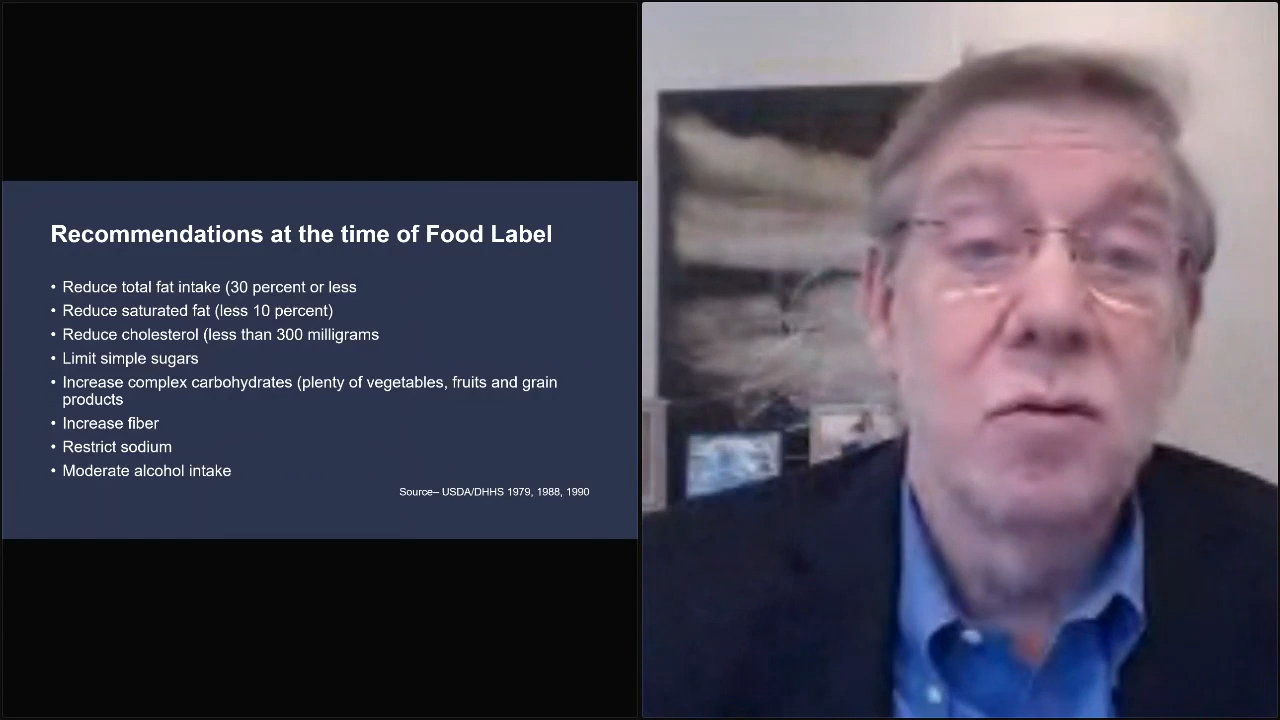 Recommendations at the time of Food Label
• Reduce total fat intake (30 percent or less
• Reduce saturated fat (less 10 percent)
• Reduce cholesterol (less than 300 milligrams
• Limit simple sugars
• Increase complex carbohydrates (plenty of vegetables, fruits and grain
products
• Increase fiber
• Restrict sodium
• Moderate alcohol intake
Source– USDA/DHHS 1979, 1988, 1990